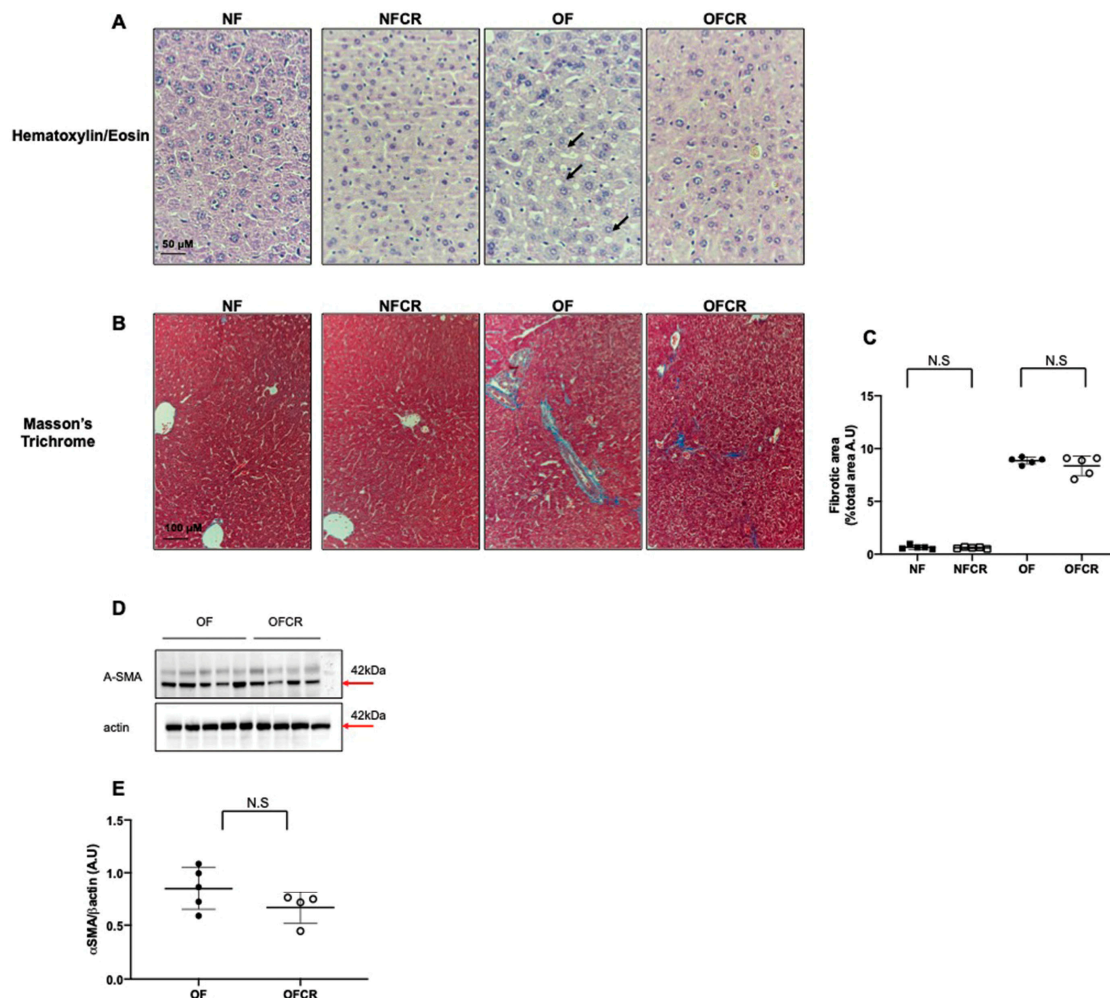 A
NF
NFCR
OF
OFCR
Hematoxylin/Eosin
50 µM
B
NF
NFCR
OF
OFCR
Masson's
Trichrome
100 µM
C
N.S
N.S
Fibrotic area
(%total area A.U)
15
10
5
0
NF
NFCR
OF
OFCR
D
OF
OFCR
A-SMA
42kDa
actin
42kDa
E
N.S
αSMA/βactin (A.U)
1.5
1.0
0.5
0.0
OF
OFCR